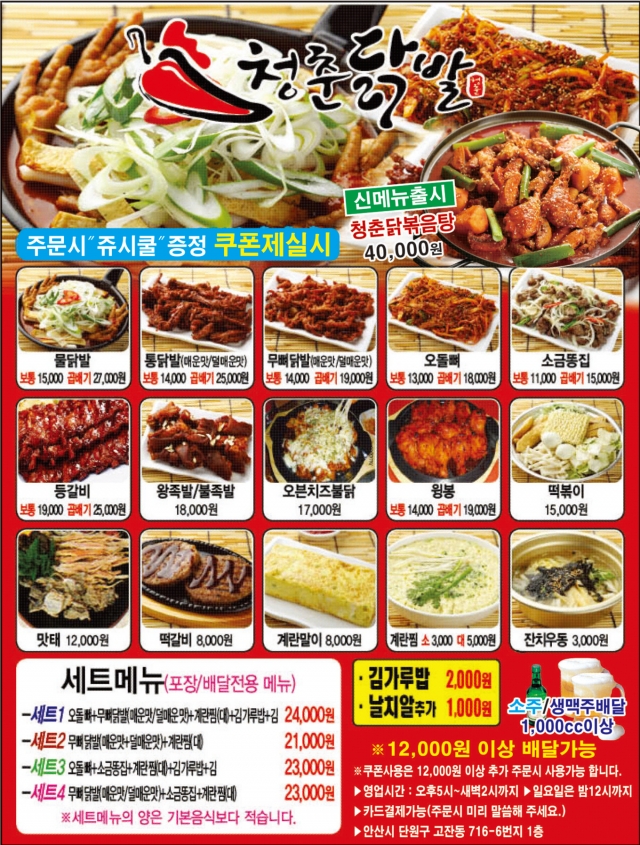 청춘닭발
신메뉴출시
청춘닭볶음탕
40,000원
주문시"쥬시쿨"증정 쿠폰제실시
물닭발
보통 15,000 곱빼기 27,000원
통닭발(매운맛/덜매운맛)
보통 14,000 곱빼기 25,000원
무뼈닭발(매운맛/덜매운맛)
보통 14,000 곱빼기 19,000원
오돌뼈
보통 13,000 곱빼기 18,000원
소금똥집
보통 11,000 곱빼기 15,000원
등갈비
보통 19,000 곱빼기 25,000원
왕족발/불족발
18,000원
오븐치즈불닭
17,000원
윙봉
보통 14,000 곱빼기 19,000원
떡볶이
15,000원
맛태 12,000원
떡갈비 8,000원
계란말이 8,000원
계란찜 소 3,000 대 5,000원
잔치우동 3,000원
세트메뉴(포장/배달전용 메뉴)
-세트1 오돌뼈+무뼈닭발(매운맛/덜매운맛)+계란찜(대)+김가루밥+김 24,000원
-세트2 무뼈닭발(매운맛+덜매운맛)+계란찜(대) 21,000원
-세트3 오돌뼈+소금똥집+계란찜(대)+김가루밥+김 23,000원
-세트4 무뼈닭발(매운맛/덜매운맛)+소금똥집+계란찜(대) 23,000원
※세트메뉴의 양은 기본음식보다 적습니다.
· 김가루밥 2,000원
· 날치알추가 1,000원
소주/생맥주배달
1,000cc이상
※12,000원 이상 배달가능
※쿠폰사용은 12,000원 이상 추가 주문시 사용가능 합니다.
▶영업시간 : 오후5시~새벽2시까지 ▶일요일은 밤12시까지
▶카드결제가능(주문시 미리 말씀해 주세요.)
▶안산시 단원구 고잔동 716-6번지 1층